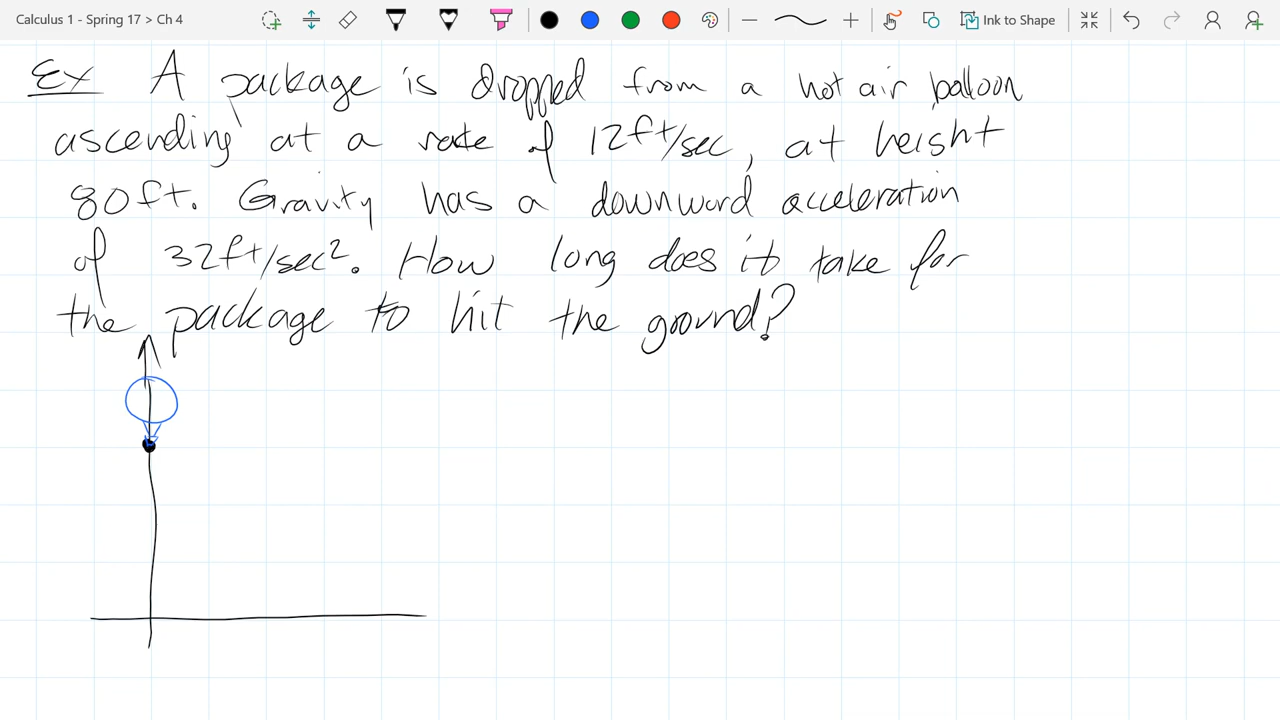 Calculus 1 - Spring 17 > Ch 4
Ink to Shape
Ex A package is dropped from a hot air balloon
ascending at a rate of 12ft/sec, at height
80ft. Gravity has a downward acceleration
of 32ft/sec². How long does it take for
the package to hit the ground?